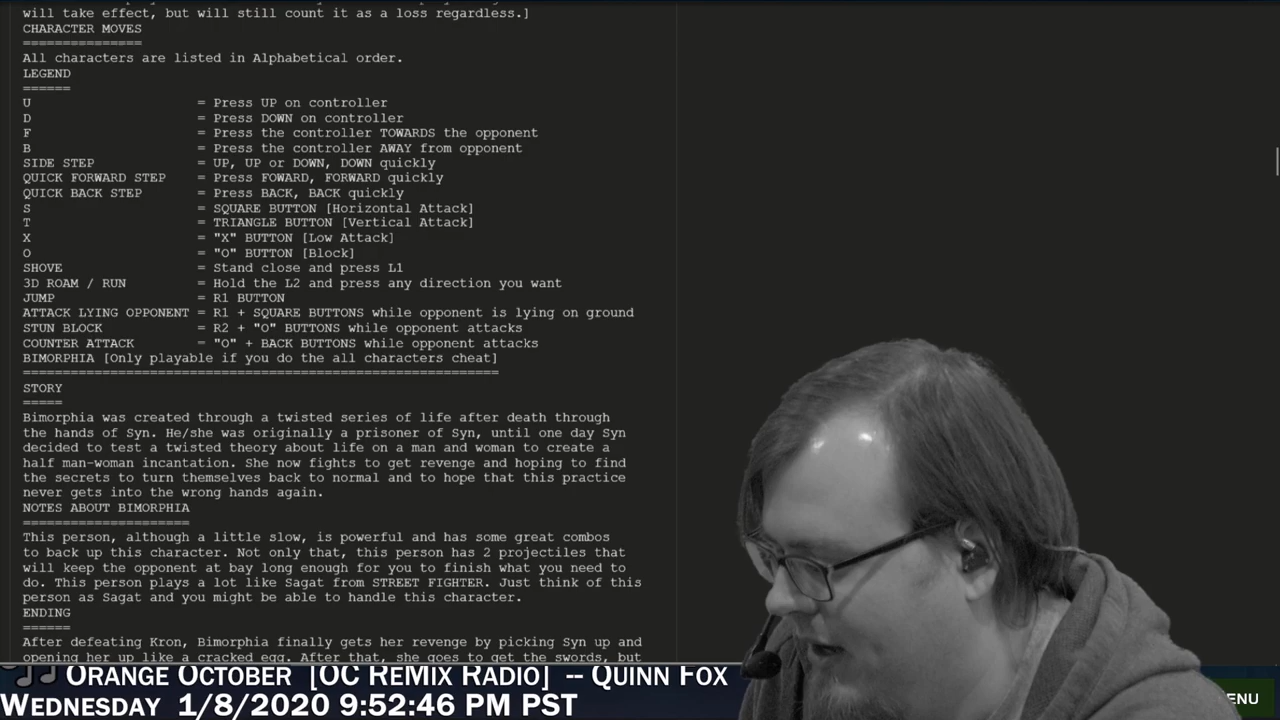 will take effect, but will still count it as a loss regardless.]
CHARACTER MOVES
===============
All characters are listed in Alphabetical order.
LEGEND
======
U = Press UP on controller
D = Press DOWN on controller
F = Press the controller TOWARDS the opponent
B = Press the controller AWAY from opponent
SIDE STEP = UP, UP or DOWN, DOWN quickly
QUICK FORWARD STEP = Press FOWARD, FORWARD quickly
QUICK BACK STEP = Press BACK, BACK quickly
S = SQUARE BUTTON [Horizontal Attack]
T = TRIANGLE BUTTON [Vertical Attack]
X = "X" BUTTON [Low Attack]
O = "O" BUTTON [Block]
SHOVE = Stand close and press L1
3D ROAM / RUN = Hold the L2 and press any direction you want
JUMP = R1 BUTTON
ATTACK LYING OPPONENT = R1 + SQUARE BUTTONS while opponent is lying on ground
STUN BLOCK = R2 + "O" BUTTONS while opponent attacks
COUNTER ATTACK = "O" + BACK BUTTONS while opponent attacks
BIMORPHIA [Only playable if you do the all characters cheat]
============================================================
STORY
=====
Bimorphia was created through a twisted series of life after death through
the hands of Syn. He/she was originally a prisoner of Syn, until one day Syn
decided to test a twisted theory about life on a man and woman to create a
half man-woman incantation. She now fights to get revenge and hoping to find
the secrets to turn themselves back to normal and to hope that this practice
never gets into the wrong hands again.
NOTES ABOUT BIMORPHIA
=====================
This person, although a little slow, is powerful and has some great combos
to back up this character. Not only that, this person has 2 projectiles that
will keep the opponent at bay long enough for you to finish what you need to
do. This person plays a lot like Sagat from STREET FIGHTER. Just think of this
person as Sagat and you might be able to handle this character.
ENDING
======
After defeating Kron, Bimorphia finally gets her revenge by picking Syn up and
opening her up like a cracked egg. After that, she goes to get the swords, but
Orange October [OC ReMix Radio] -- Quinn Fox
Wednesday 1/8/2020 9:52:46 PM PST